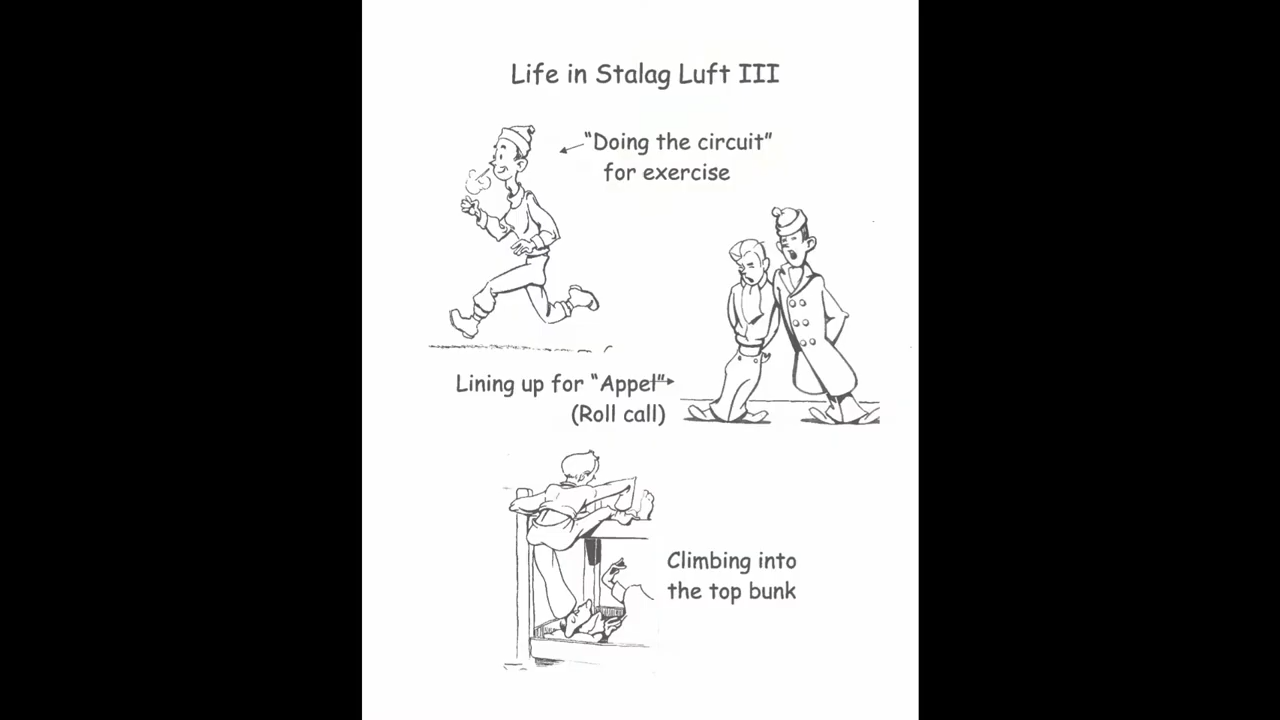 Life in Stalag Luft III
“Doing the circuit”
for exercise
Lining up for “Appel”
(Roll call)
Climbing into
the top bunk